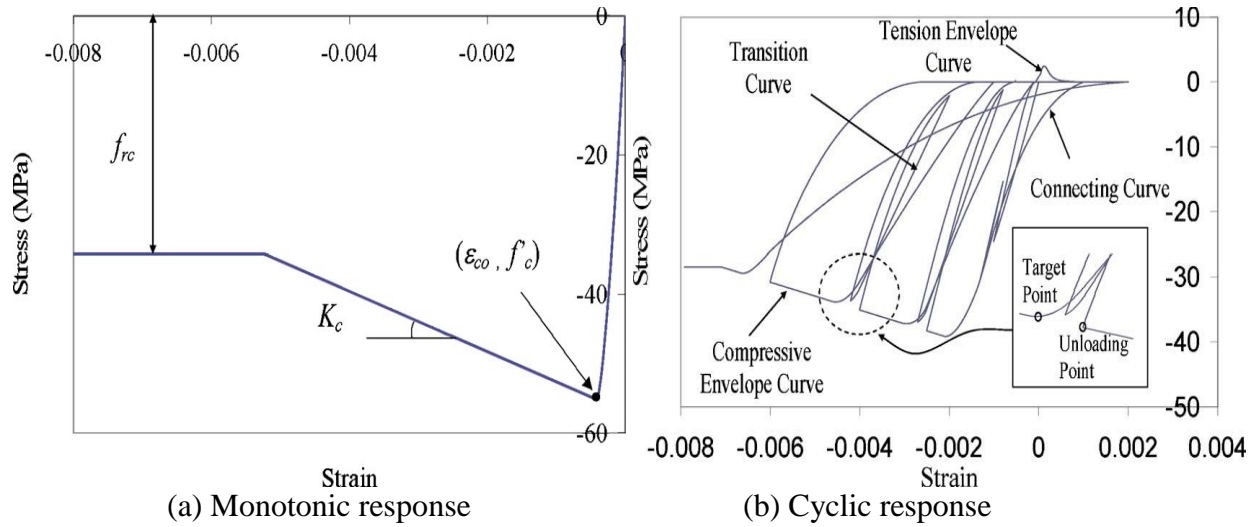 -0.008
-0.006
-0.004
-0.002
0
0
-20
-40
-60
f_rc
(ε_co , f'_c)
K_c
Stress (MPa)
Strain
(a) Monotonic response
10
0
-10
-20
-30
-40
-50
-0.008
-0.006
-0.004
-0.002
0
0.002
0.004
Tension Envelope
Curve
Transition
Curve
Connecting Curve
Compressive
Envelope Curve
Target
Point
Unloading
Point
Stress (MPa)
Stress (MPa)
Strain
(b) Cyclic response